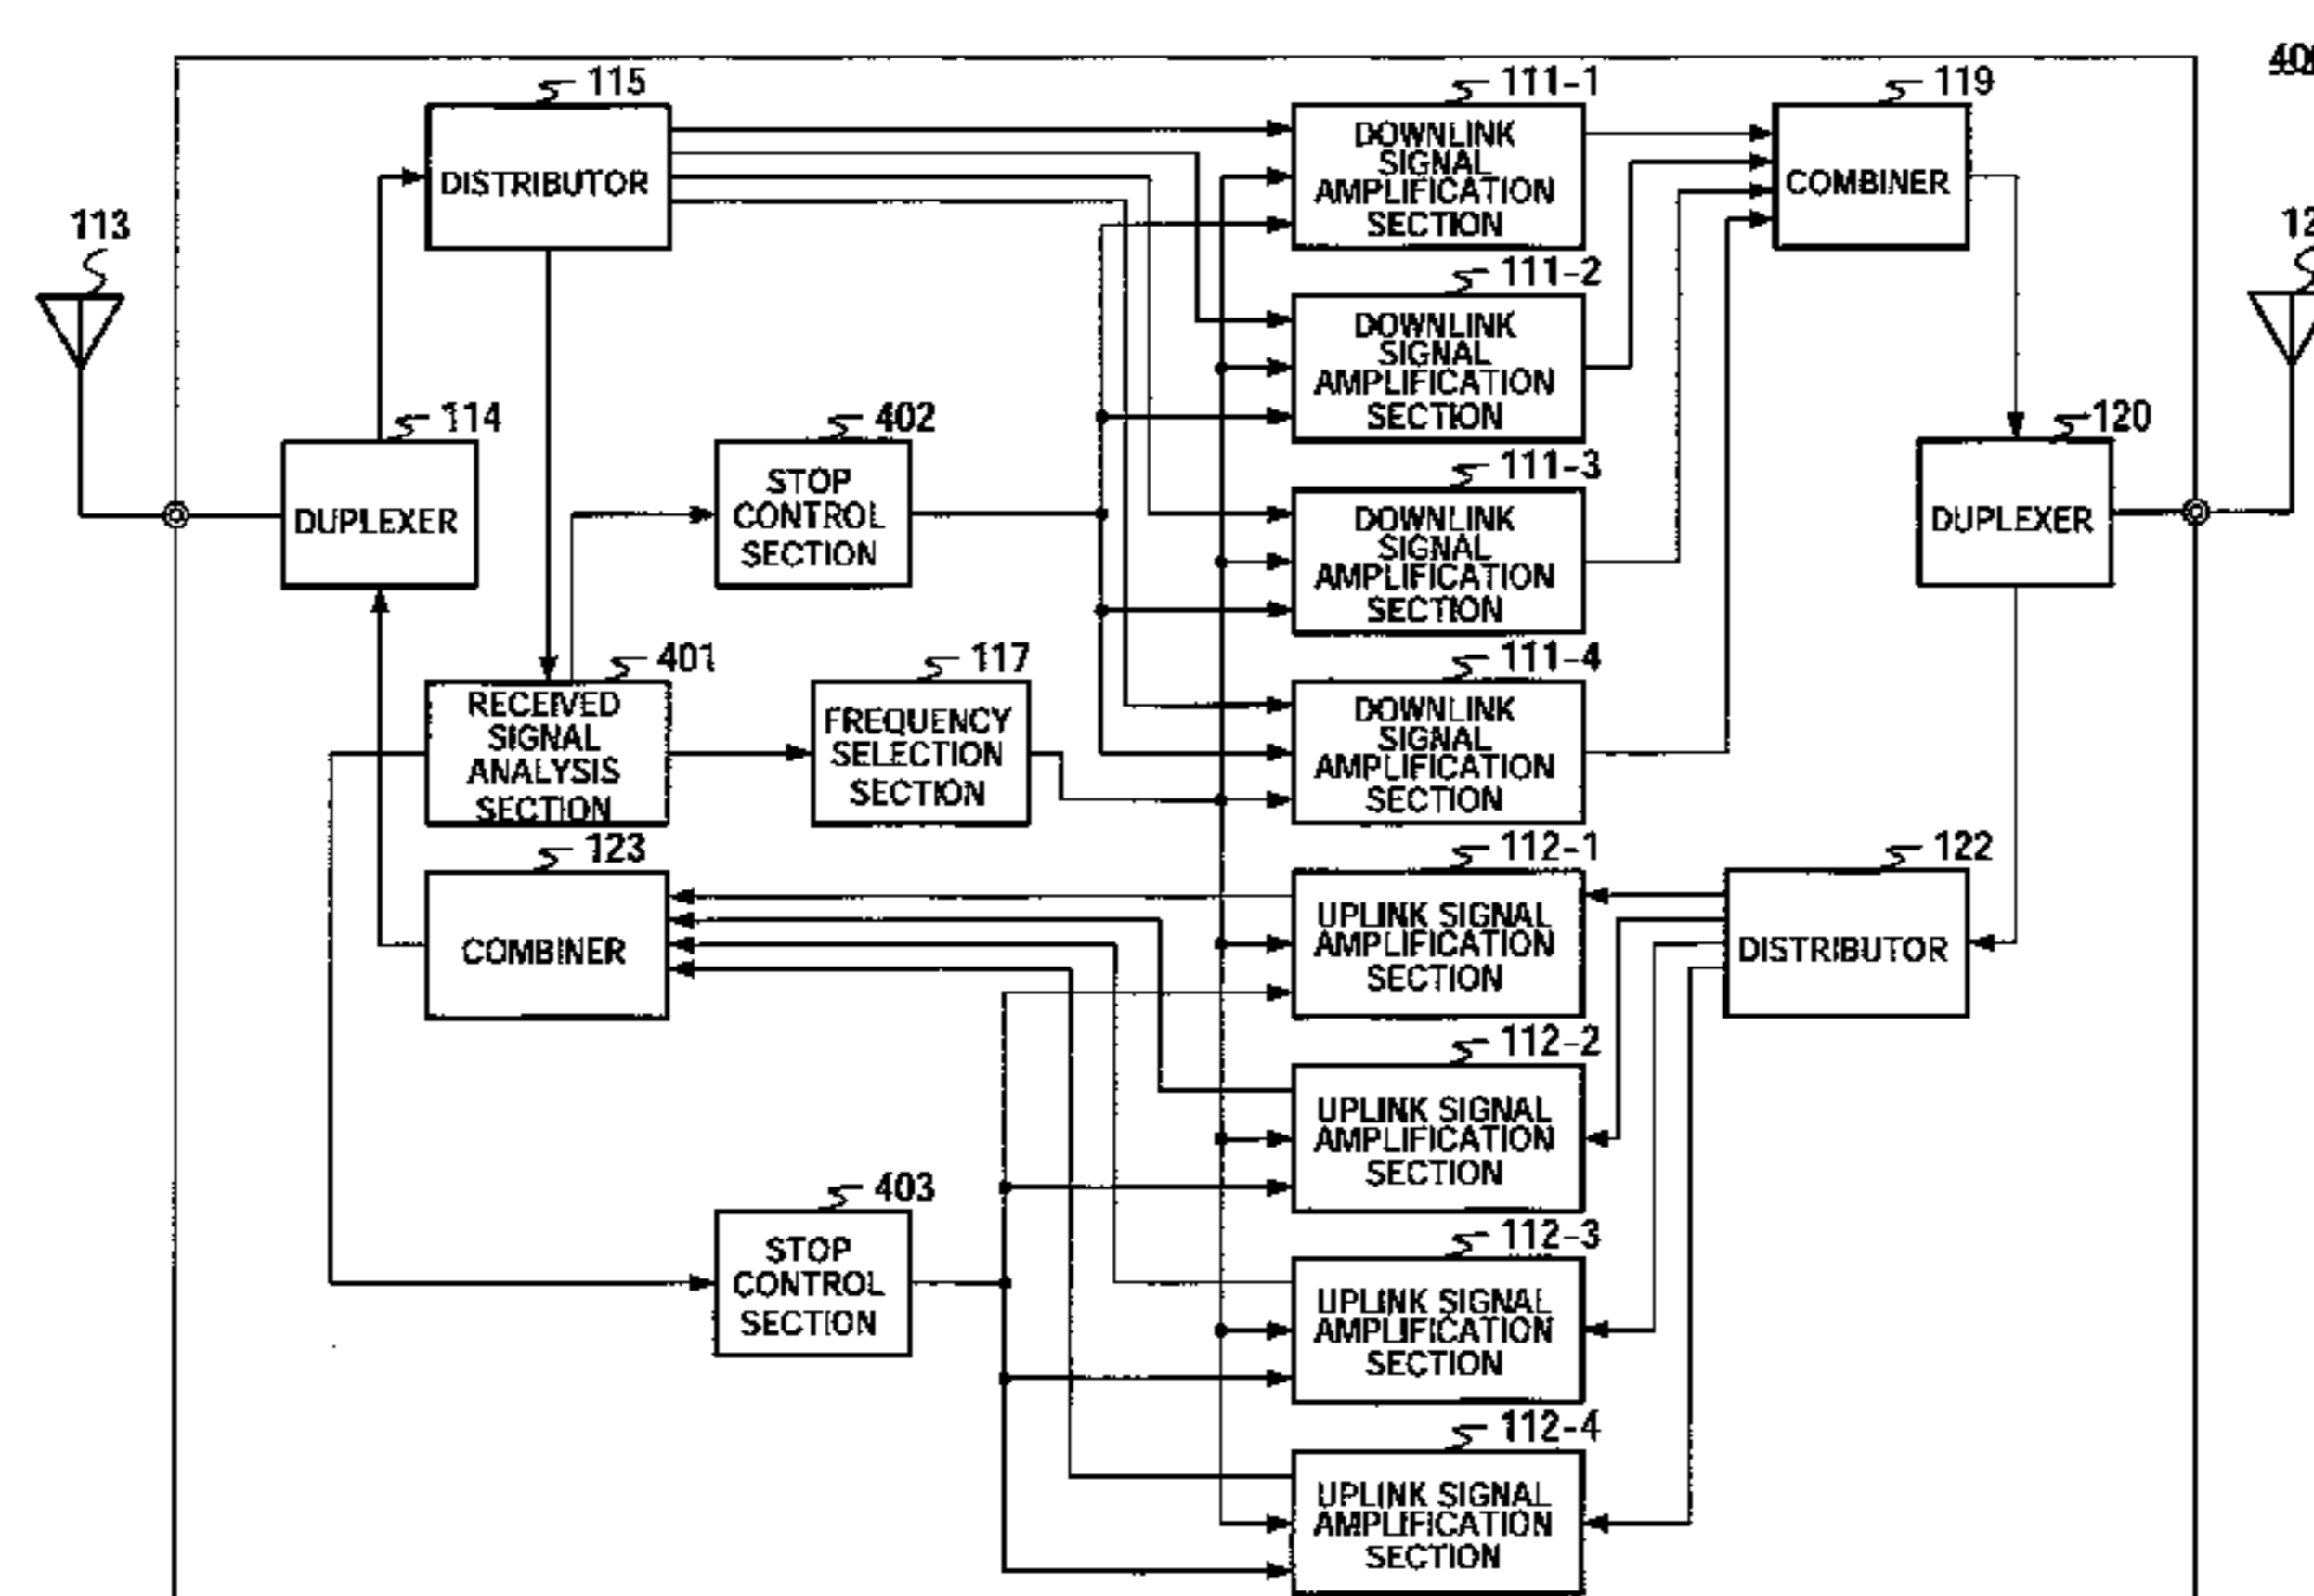 115
111-1
119
DISTRIBUTOR
DOWNLINK
SIGNAL
AMPLIFICATION
SECTION
COMBINER
113
111-2
DOWNLINK
SIGNAL
AMPLIFICATION
SECTION
114
402
120
DUPLEXER
STOP
CONTROL
SECTION
111-3
DOWNLINK
SIGNAL
AMPLIFICATION
SECTION
DUPLEXER
401
117
111-4
RECEIVED
SIGNAL
ANALYSIS
SECTION
FREQUENCY
SELECTION
SECTION
DOWNLINK
SIGNAL
AMPLIFICATION
SECTION
123
112-1
122
COMBINER
UPLINK SIGNAL
AMPLIFICATION
SECTION
DISTRIBUTOR
112-2
UPLINK SIGNAL
AMPLIFICATION
SECTION
403
STOP
CONTROL
SECTION
112-3
UPLINK SIGNAL
AMPLIFICATION
SECTION
112-4
UPLINK SIGNAL
AMPLIFICATION
SECTION